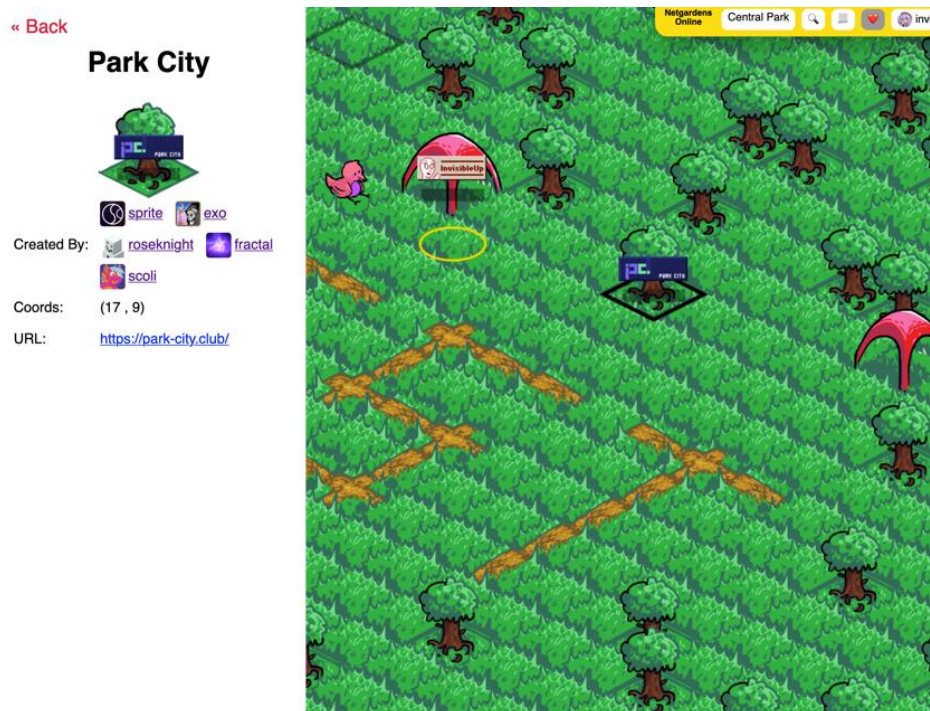 « Back
Park City
pc. PARK CITY
sprite exo
Created By: roseknight fractal
scoli
Coords: (17 , 9)
URL: https://park-city.club/
Netgardens
Online
Central Park
InvisibleUp
pc. PARK CITY